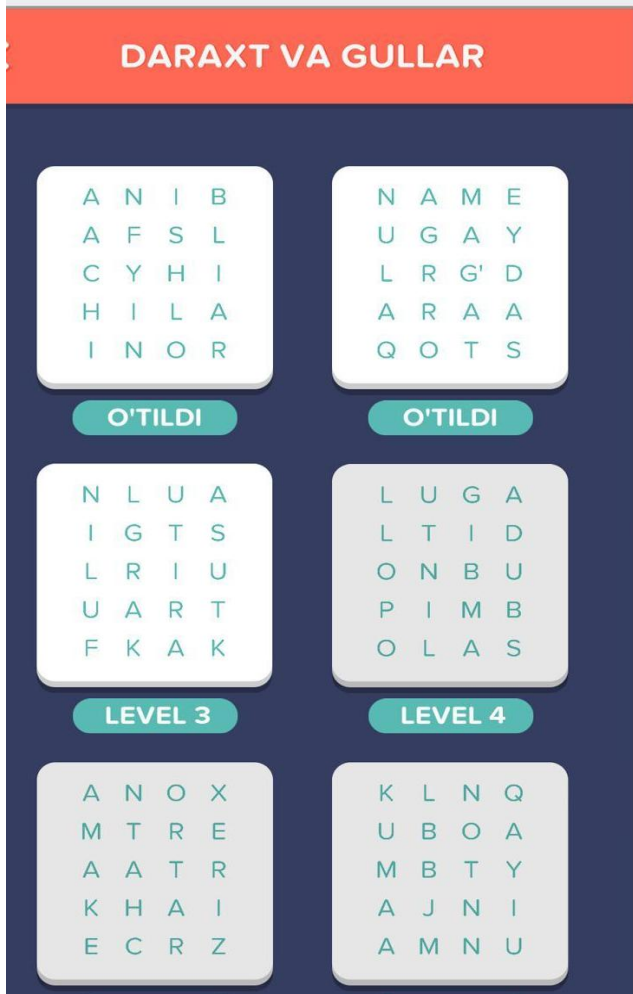 DARAXT VA GULLAR
A N I B
A F S L
C Y H I
H I L A
I N O R
O'TILDI
N A M E
U G A Y
L R G' D
A R A A
Q O T S
O'TILDI
N L U A
I G T S
L R I U
U A R T
F K A K
LEVEL 3
L U G A
L T I D
O N B U
P I M B
O L A S
LEVEL 4
A N O X
M T R E
A A T R
K H A I
E C R Z
K L N Q
U B O A
M B T Y
A J N I
A M N U